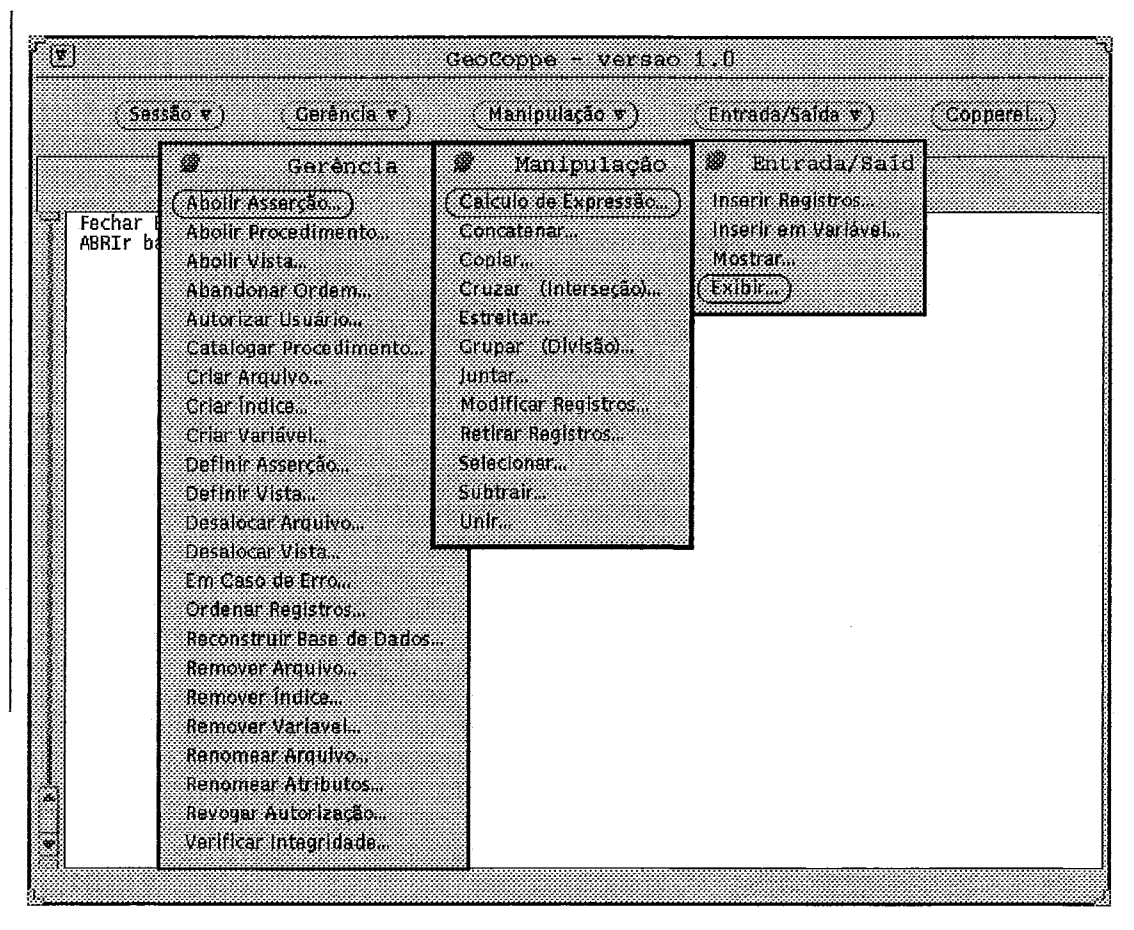 GeoCoppe - versao 1.0
Sessão
Gerência
Manipulação
Entrada/Saída
Copperel...
Fechar
ABRIr
Gerência
Abolir Asserção...
Abolir Procedimento...
Abolir Vista...
Abandonar Ordem...
Autorizar Usuário...
Catalogar Procedimento...
Criar Arquivo...
Criar Índice...
Criar Variável...
Definir Asserção...
Definir Vista...
Desalocar Arquivo...
Desalocar Vista...
Em Caso de Erro...
Ordenar Registros...
Reconstruir Base de Dados...
Remover Arquivo...
Remover Índice...
Remover Variavel...
Renomear Arquivo...
Renomear Atributos...
Revogar Autorização...
Verificar Integridade...
Manipulação
Calculo de Expressão...
Concatenar...
Copiar...
Cruzar (Interseção)...
Estreitar...
Grupar (Divisão)...
Juntar...
Modificar Registros...
Retirar Registros...
Selecionar...
Subtrair...
Unir...
Entrada/Said
Inserir Registros...
Inserir em Variável...
Mostrar...
Exibir...